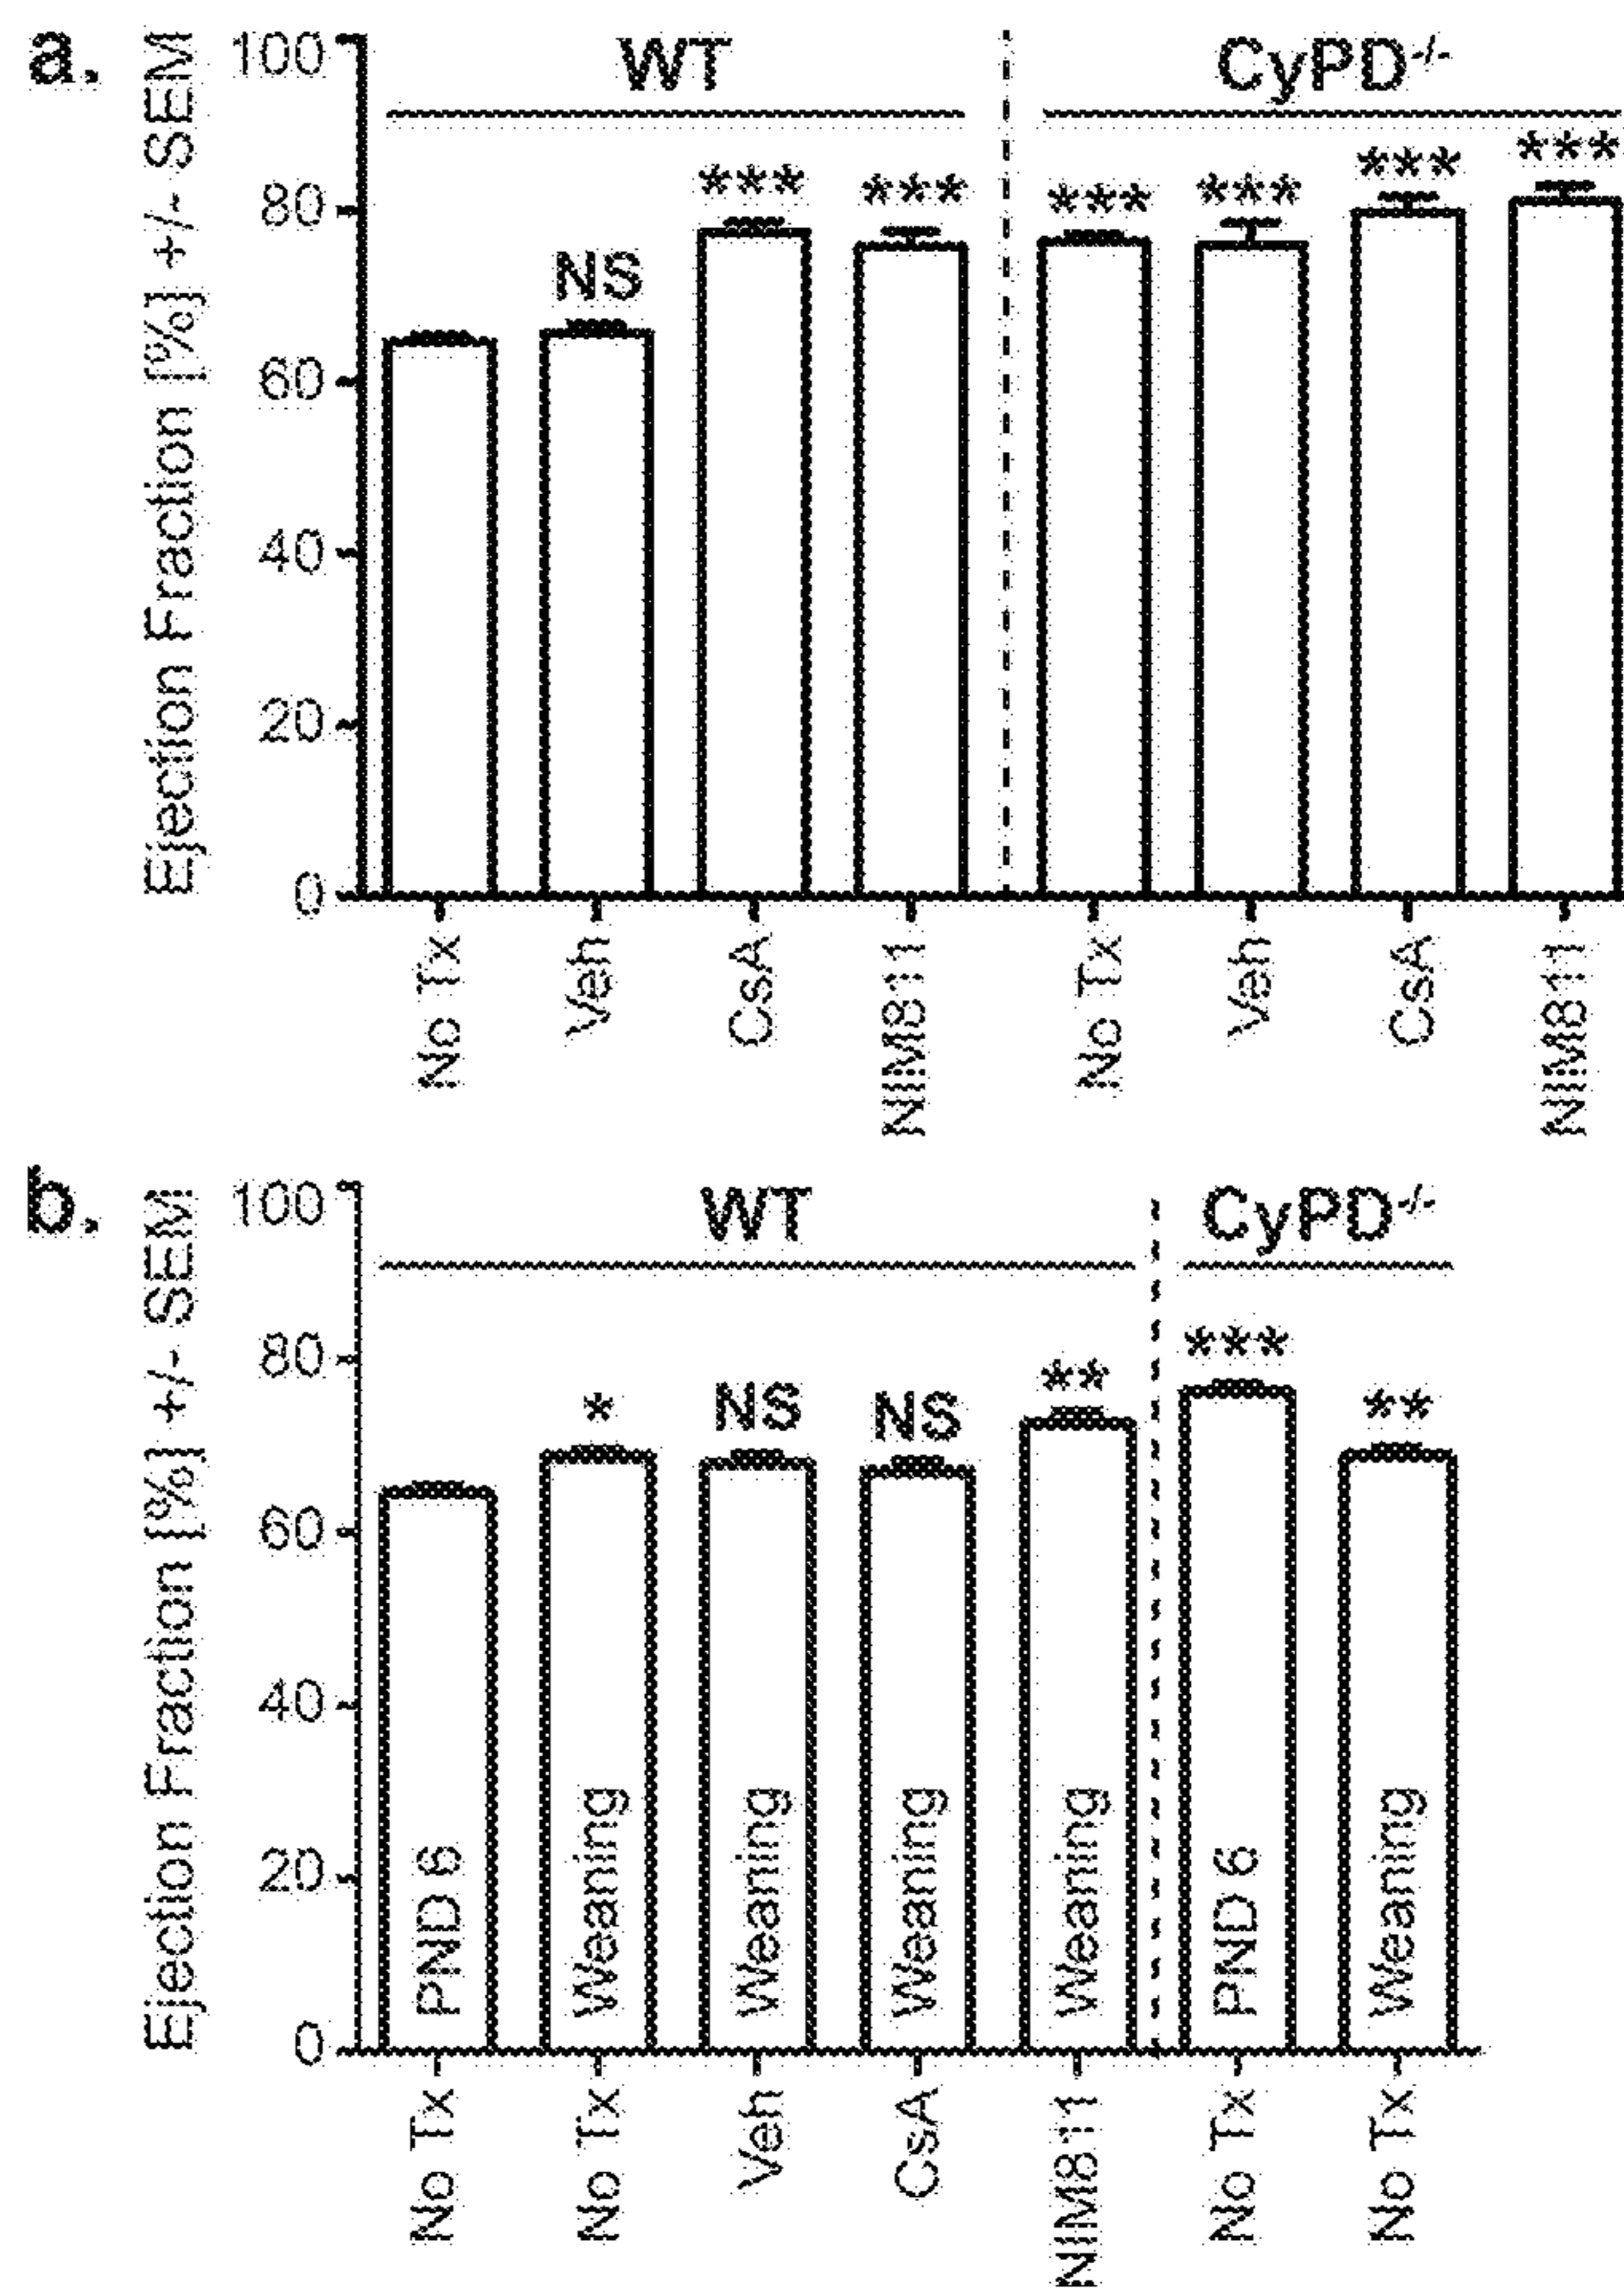 a.
Ejection Fraction [%] +/- SEM
100
80
60
40
20
0
WT
CyPD-/-
NS
***
***
***
***
***
***
No Tx
Veh
CsA
NIM811
No Tx
Veh
CsA
NIM811
b.
Ejection Fraction [%] +/- SEM
100
80
60
40
20
0
WT
CyPD-/-
*
NS
NS
**
***
**
PND 6
Weaning
Weaning
Weaning
Weaning
PND 6
Weaning
No Tx
No Tx
Veh
CsA
NIM811
No Tx
No Tx